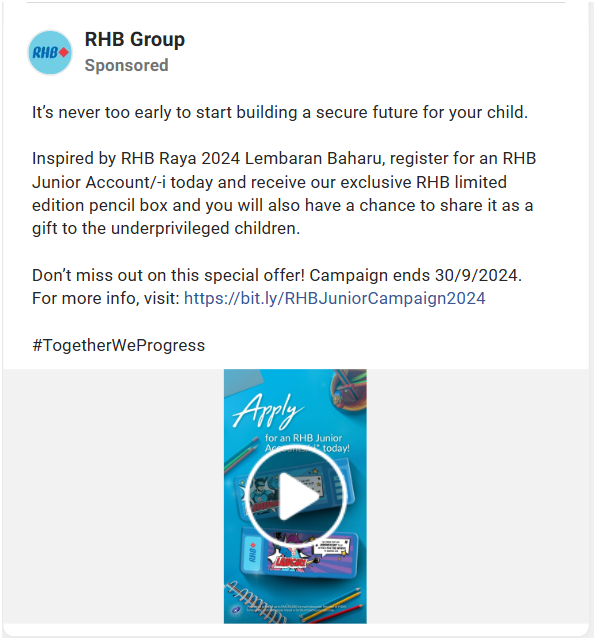 RHB
RHB Group
Sponsored
It’s never too early to start building a secure future for your child.
Inspired by RHB Raya 2024 Lembaran Baharu, register for an RHB
Junior Account/-i today and receive our exclusive RHB limited
edition pencil box and you will also have a chance to share it as a
gift to the underprivileged children.
Don’t miss out on this special offer! Campaign ends 30/9/2024.
For more info, visit: https://bit.ly/RHBJuniorCampaign2024
#TogetherWeProgress
Apply
for an RHB Junior
today!
RHB